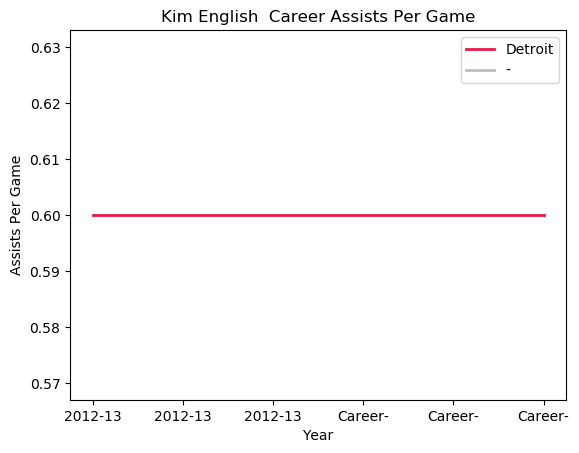 Kim English  Career Assists Per Game
Detroit
-
0.63
0.62
0.61
0.60
0.59
0.58
0.57
Assists Per Game
2012-13 2012-13 2012-13 Career- Career- Career-
Year